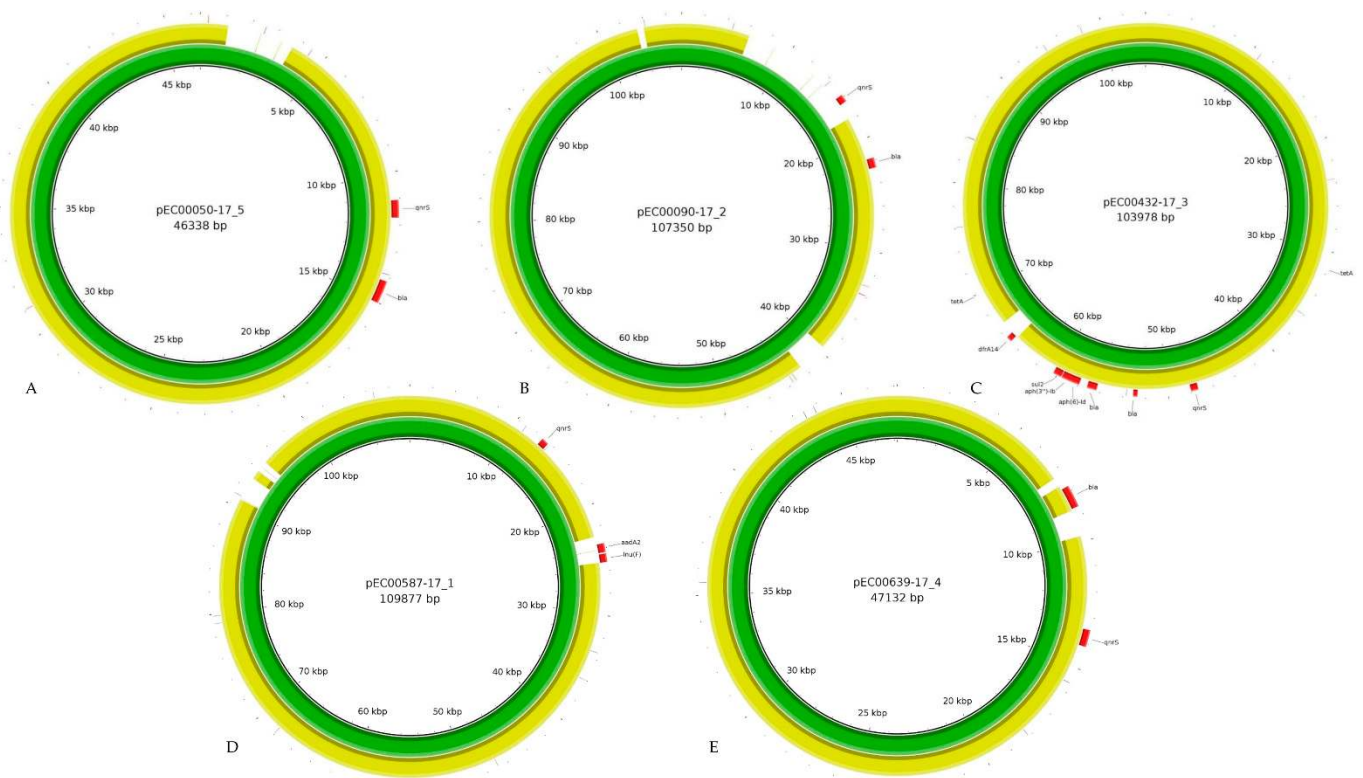 45 kbp
5 kbp
40 kbp
10 kbp
qnrS
35 kbp
pEC00050-17_5
46338 bp
15 kbp
bla
30 kbp
20 kbp
25 kbp
A
100 kbp
10 kbp
qnrS
90 kbp
20 kbp
bla
80 kbp
pEC00090-17_2
107350 bp
30 kbp
70 kbp
40 kbp
60 kbp
50 kbp
B
100 kbp
10 kbp
90 kbp
20 kbp
80 kbp
pEC00432-17_3
103978 bp
30 kbp
tetA
70 kbp
tetA
40 kbp
60 kbp
50 kbp
dfrA14
sul2
aph(3'')-Ib
aph(6)-Id
bla
bla
qnrS
C
qnrS
100 kbp
10 kbp
90 kbp
20 kbp
aadA2
lnu(F)
pEC00587-17_1
109877 bp
80 kbp
30 kbp
70 kbp
40 kbp
60 kbp
50 kbp
D
45 kbp
5 kbp
bla
40 kbp
10 kbp
pEC00639-17_4
47132 bp
35 kbp
15 kbp
qnrS
30 kbp
20 kbp
25 kbp
E